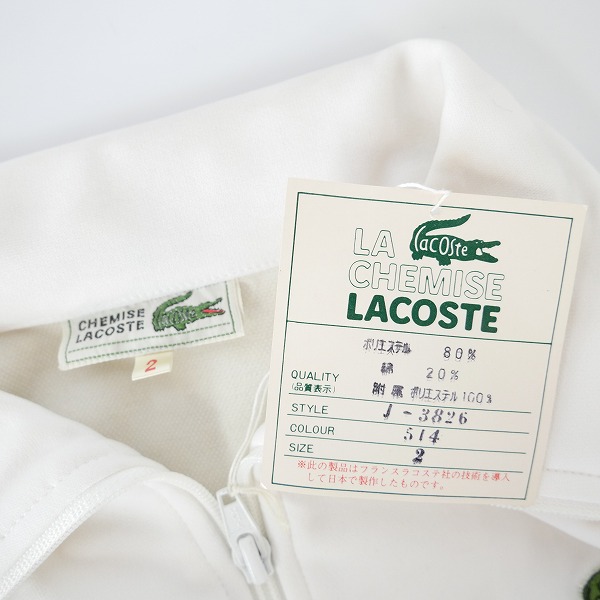 CHEMISE
LACOSTE
2
LA
lacoste
CHEMISE
LACOSTE
ポリエステル 80%
綿 20%
QUALITY
(品質表示)
附属 ポリエステル 100%
STYLE J-3826
COLOUR 514
SIZE 2
※此の製品はフランスラコステ社の技術を導入
して日本で製作したものです。